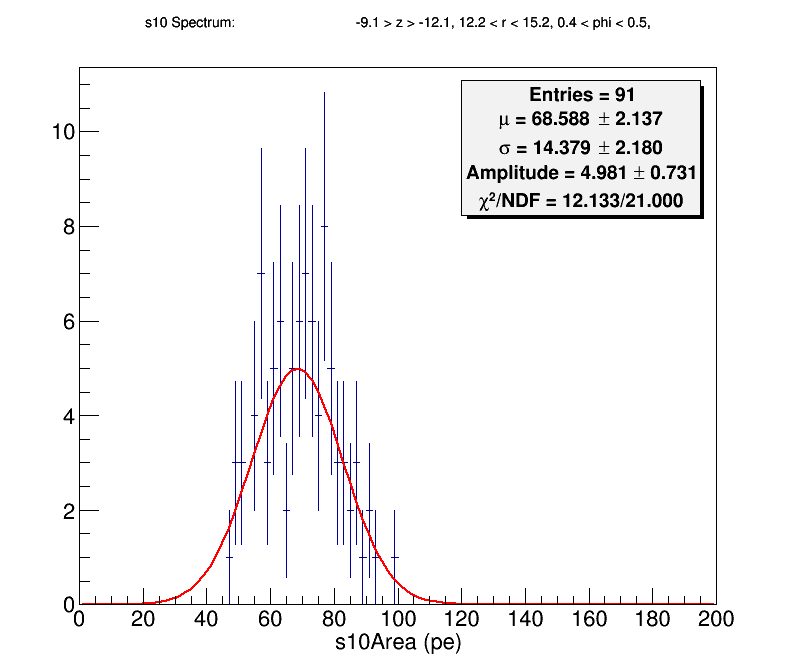 s10 Spectrum: -9.1 > z > -12.1, 12.2 < r < 15.2, 0.4 < phi < 0.5,
Entries = 91
μ = 68.588 ± 2.137
σ = 14.379 ± 2.180
Amplitude = 4.981 ± 0.731
χ²/NDF = 12.133/21.000
10
8
6
4
2
0
0 20 40 60 80 100 120 140 160 180 200
s10Area (pe)